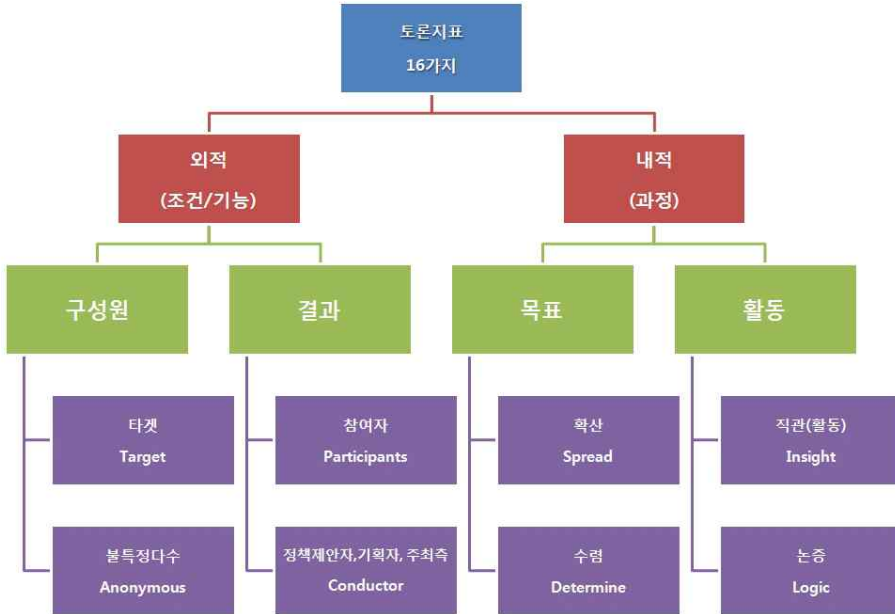 토론지표
16가지
외적
(조건/기능)
내적
(과정)
구성원
결과
목표
활동
타겟
Target
참여자
Participants
확산
Spread
직관(활동)
Insight
불특정다수
Anonymous
정책제안자,기획자, 주최측
Conductor
수렴
Determine
논증
Logic